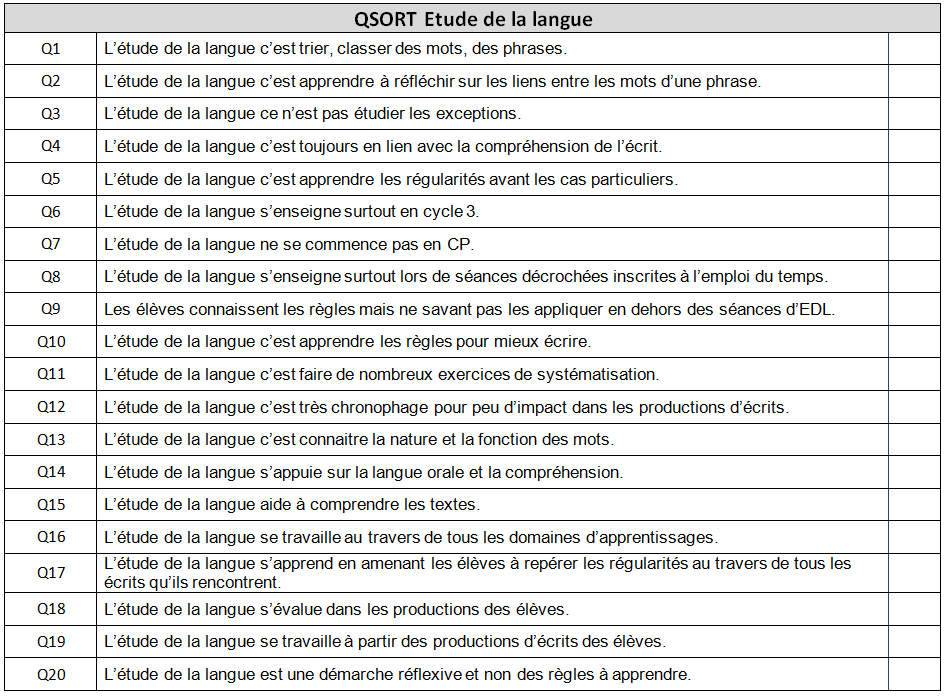 QSORT Etude de la langue
Q1 L’étude de la langue c’est trier, classer des mots, des phrases.
Q2 L’étude de la langue c’est apprendre à réfléchir sur les liens entre les mots d’une phrase.
Q3 L’étude de la langue ce n’est pas étudier les exceptions.
Q4 L’étude de la langue c’est toujours en lien avec la compréhension de l’écrit.
Q5 L’étude de la langue c’est apprendre les régularités avant les cas particuliers.
Q6 L’étude de la langue s’enseigne surtout en cycle 3.
Q7 L’étude de la langue ne se commence pas en CP.
Q8 L’étude de la langue s’enseigne surtout lors de séances décrochées inscrites à l’emploi du temps.
Q9 Les élèves connaissent les règles mais ne savant pas les appliquer en dehors des séances d’EDL.
Q10 L’étude de la langue c’est apprendre les règles pour mieux écrire.
Q11 L’étude de la langue c’est faire de nombreux exercices de systématisation.
Q12 L’étude de la langue c’est très chronophage pour peu d’impact dans les productions d’écrits.
Q13 L’étude de la langue c’est connaitre la nature et la fonction des mots.
Q14 L’étude de la langue s’appuie sur la langue orale et la compréhension.
Q15 L’étude de la langue aide à comprendre les textes.
Q16 L’étude de la langue se travaille au travers de tous les domaines d’apprentissages.
Q17 L’étude de la langue s’apprend en amenant les élèves à repérer les régularités au travers de tous les
écrits qu’ils rencontrent.
Q18 L’étude de la langue s’évalue dans les productions des élèves.
Q19 L’étude de la langue se travaille à partir des productions d’écrits des élèves.
Q20 L’étude de la langue est une démarche réflexive et non des règles à apprendre.